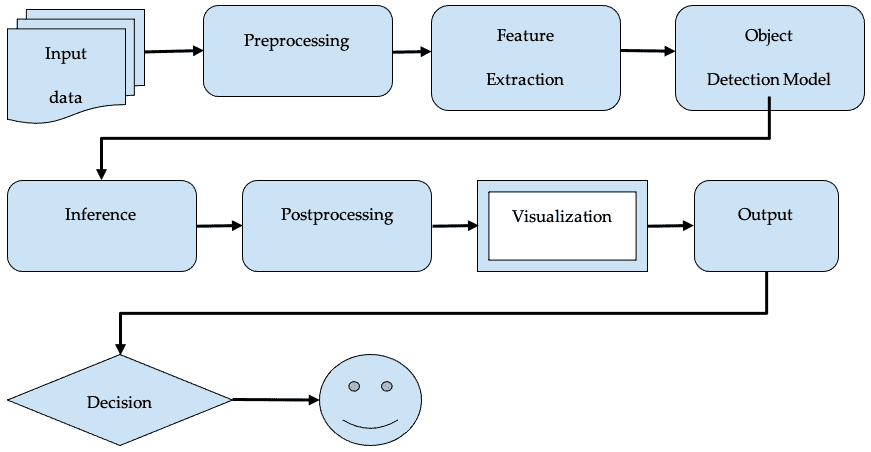 Input
data
Preprocessing
Feature
Extraction
Object
Detection Model
Inference
Postprocessing
Visualization
Output
Decision